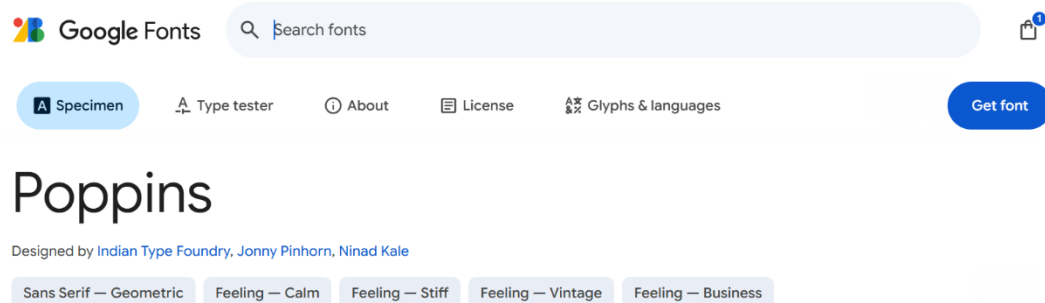 Google Fonts Search fonts 1
Specimen Type tester About License Glyphs & languages Get font
Poppins
Designed by Indian Type Foundry, Jonny Pinhorn, Ninad Kale
Sans Serif — Geometric Feeling — Calm Feeling — Stiff Feeling — Vintage Feeling — Business